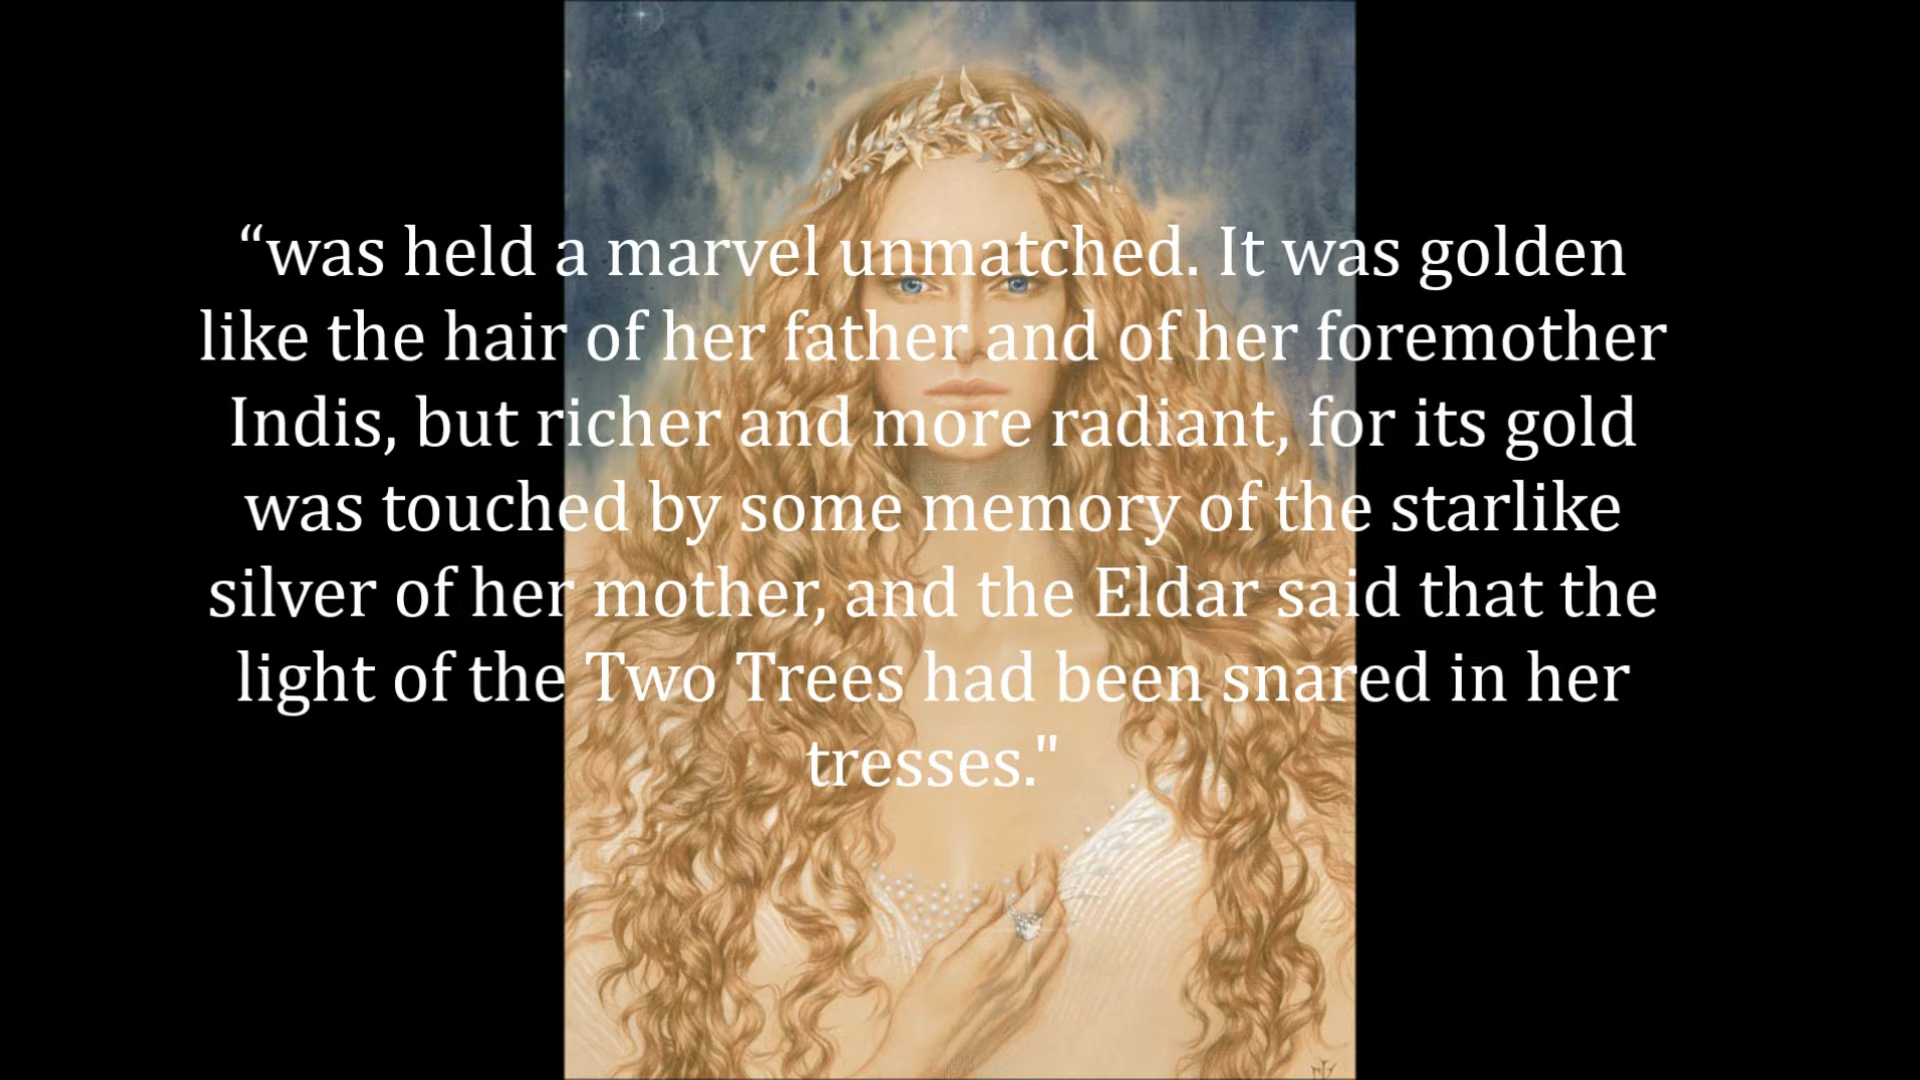 “was held a marvel unmatched. It was golden
like the hair of her father and of her foremother
Indis, but richer and more radiant, for its gold
was touched by some memory of the starlike
silver of her mother, and the Eldar said that the
light of the Two Trees had been snared in her
tresses."